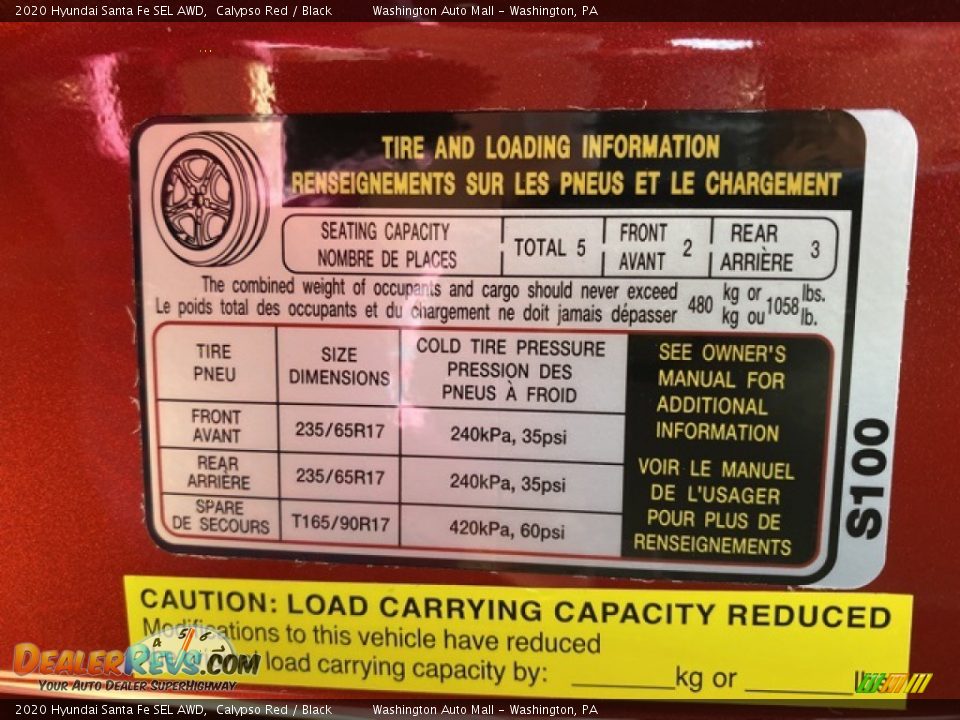 2020 Hyundai Santa Fe SEL AWD, Calypso Red / Black Washington Auto Mall - Washington, PA
TIRE AND LOADING INFORMATION
RENSEIGNEMENTS SUR LES PNEUS ET LE CHARGEMENT
SEATING CAPACITY
NOMBRE DE PLACES
TOTAL 5
FRONT
AVANT
2
REAR
ARRIÈRE
3
The combined weight of occupants and cargo should never exceed
Le poids total des occupants et du chargement ne doit jamais dépasser
480
kg or
kg ou
1058
lbs.
lb.
TIRE
PNEU
SIZE
DIMENSIONS
COLD TIRE PRESSURE
PRESSION DES
PNEUS À FROID
FRONT
AVANT
235/65R17
240kPa, 35psi
REAR
ARRIÈRE
235/65R17
240kPa, 35psi
SPARE
DE SECOURS
T165/90R17
420kPa, 60psi
SEE OWNER'S
MANUAL FOR
ADDITIONAL
INFORMATION
VOIR LE MANUEL
DE L'USAGER
POUR PLUS DE
RENSEIGNEMENTS
S100
CAUTION: LOAD CARRYING CAPACITY REDUCED
Modifications to this vehicle have reduced
load carrying capacity by: ________kg or ________
4 5 6
DEALERREVS.COM
YOUR AUTO DEALER SUPERHIGHWAY
2020 Hyundai Santa Fe SEL AWD, Calypso Red / Black Washington Auto Mall - Washington, PA